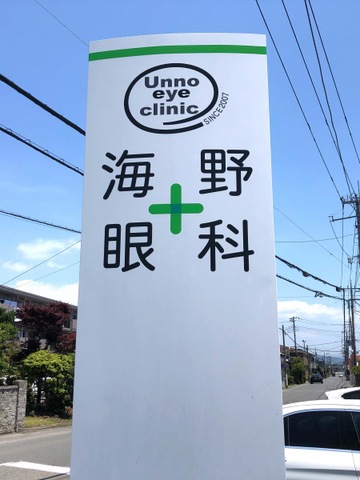 Unno
eye
clinic
SINCE2007
海野
眼科